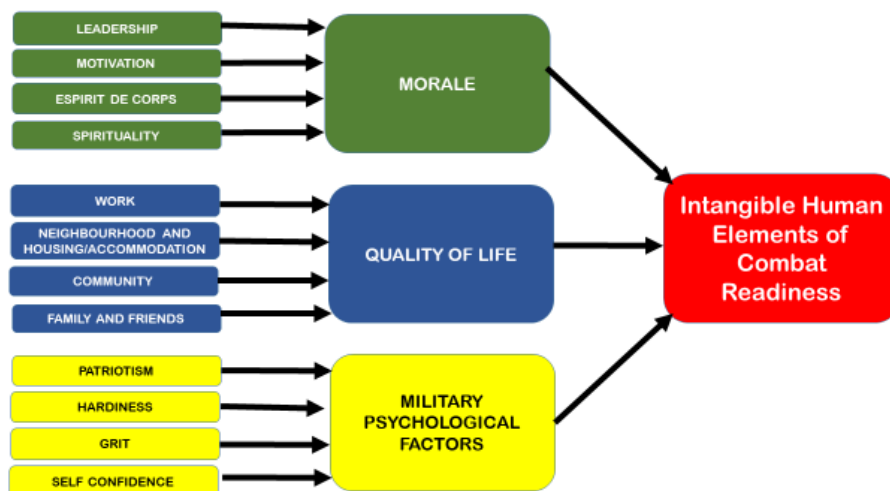 LEADERSHIP
MOTIVATION
ESPIRIT DE CORPS
SPIRITUALITY
MORALE
WORK
NEIGHBOURHOOD AND
HOUSING/ACCOMMODATION
COMMUNITY
FAMILY AND FRIENDS
QUALITY OF LIFE
PATRIOTISM
HARDINESS
GRIT
SELF CONFIDENCE
MILITARY
PSYCHOLOGICAL
FACTORS
Intangible Human
Elements of
Combat
Readiness